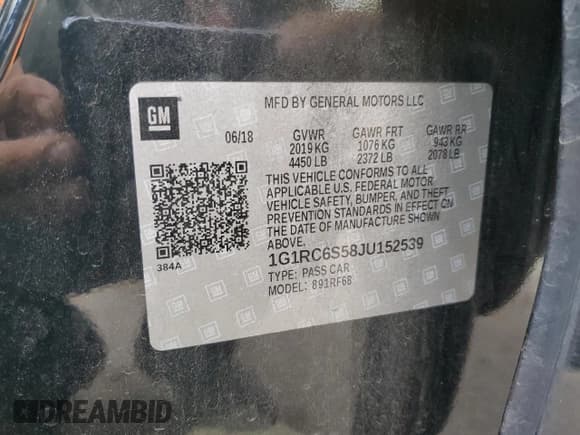 GM
MFD BY GENERAL MOTORS LLC
06/18 GVWR GAWR FRT GAWR RR
2019 KG 1076 KG 943 KG
4450 LB 2372 LB 2078 LB
THIS VEHICLE CONFORMS TO ALL
APPLICABLE U.S. FEDERAL MOTOR
VEHICLE SAFETY, BUMPER, AND THEFT
PREVENTION STANDARDS IN EFFECT ON
THE DATE OF MANUFACTURE SHOWN
ABOVE.
384A
1G1RC6S58JU152539
TYPE: PASS CAR
MODEL: 891RF68
DREAMBID